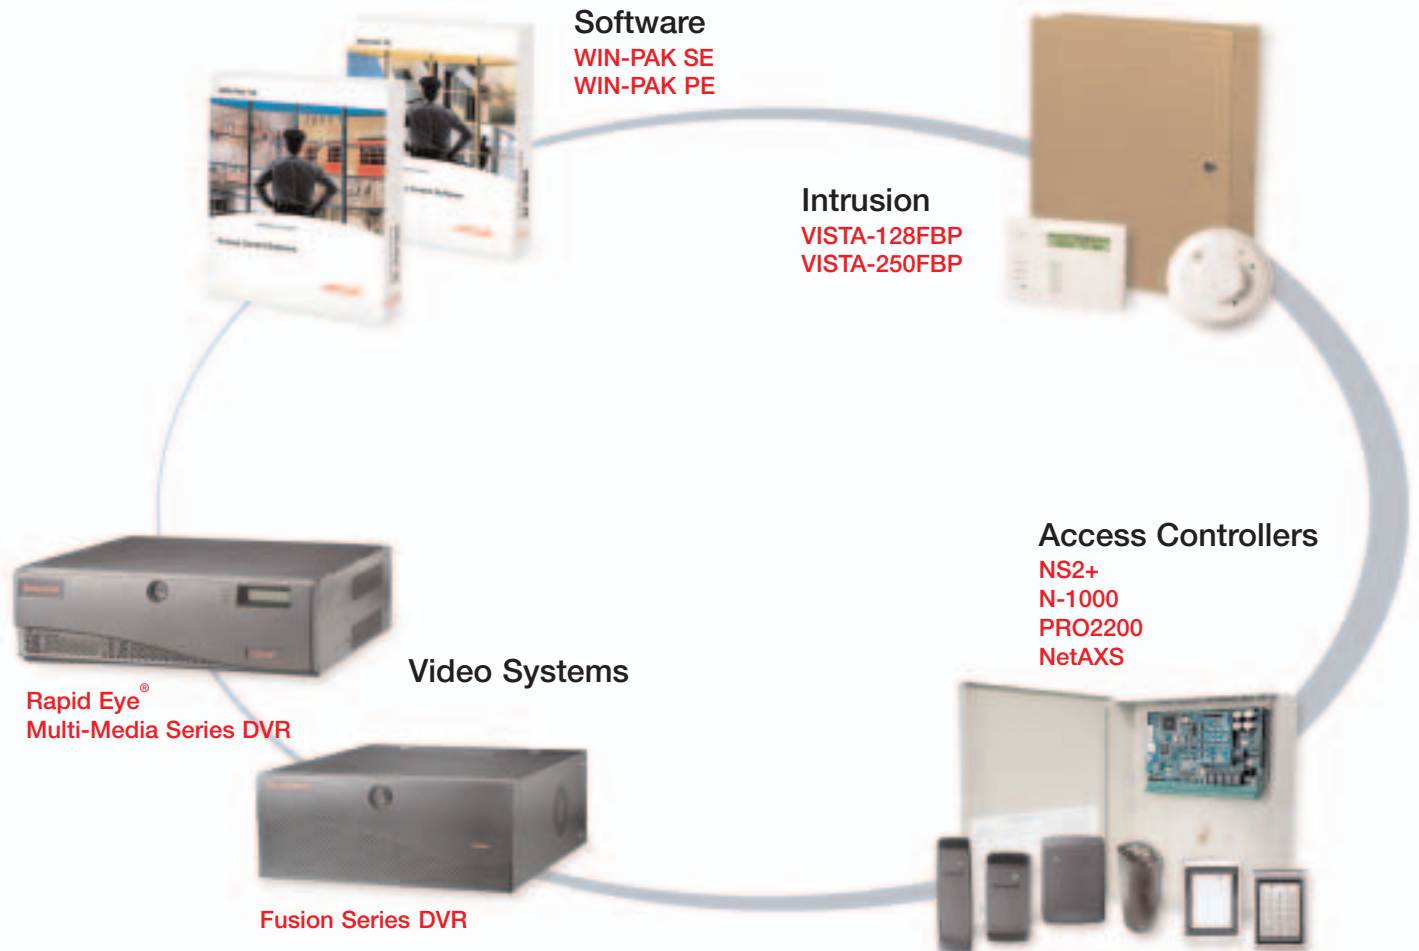 Software
WIN-PAK SE
WIN-PAK PE
Intrusion
VISTA-128FBP
VISTA-250FBP
Access Controllers
NS2+
N-1000
PRO2200
NetAXS
Video Systems
Rapid Eye®
Multi-Media Series DVR
Fusion Series DVR